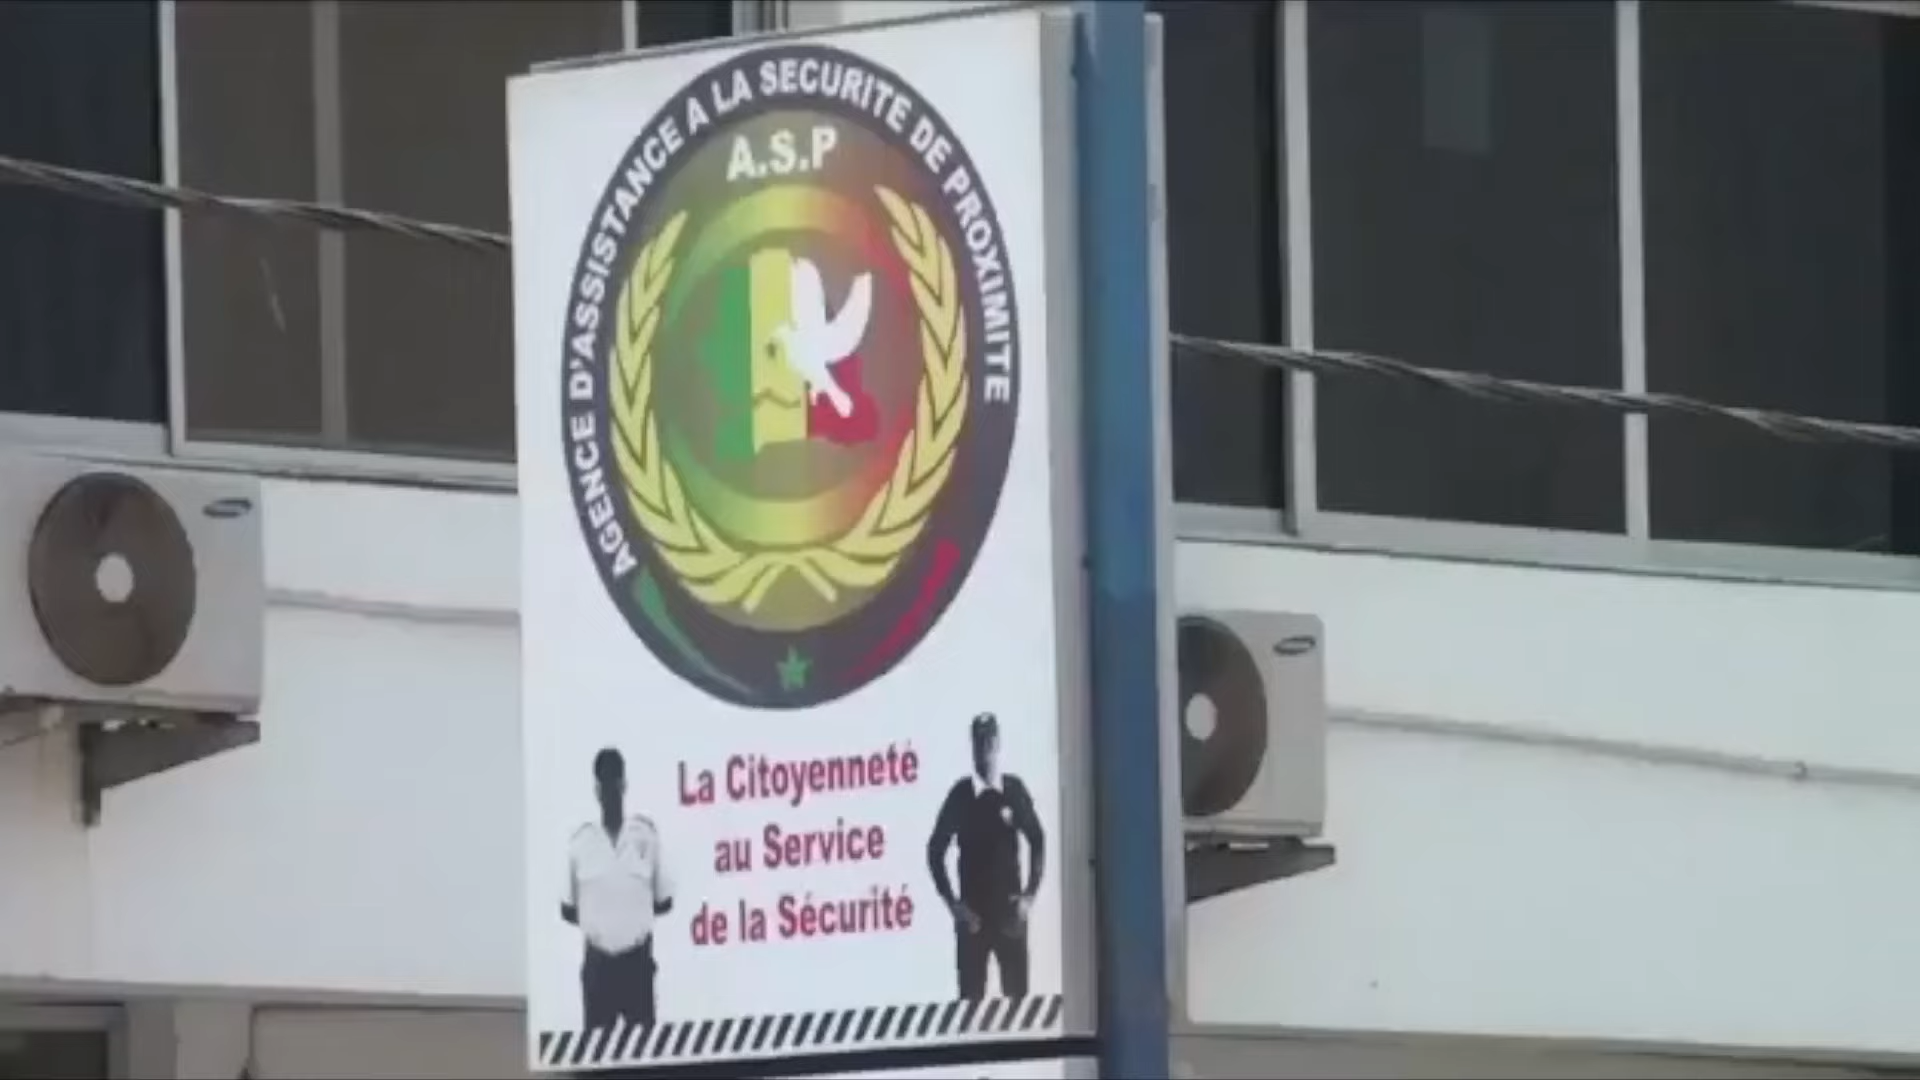 AGENCE D'ASSISTANCE A LA SECURITE DE PROXIMITE
A.S.P
La Citoyenneté
au Service
de la Sécurité